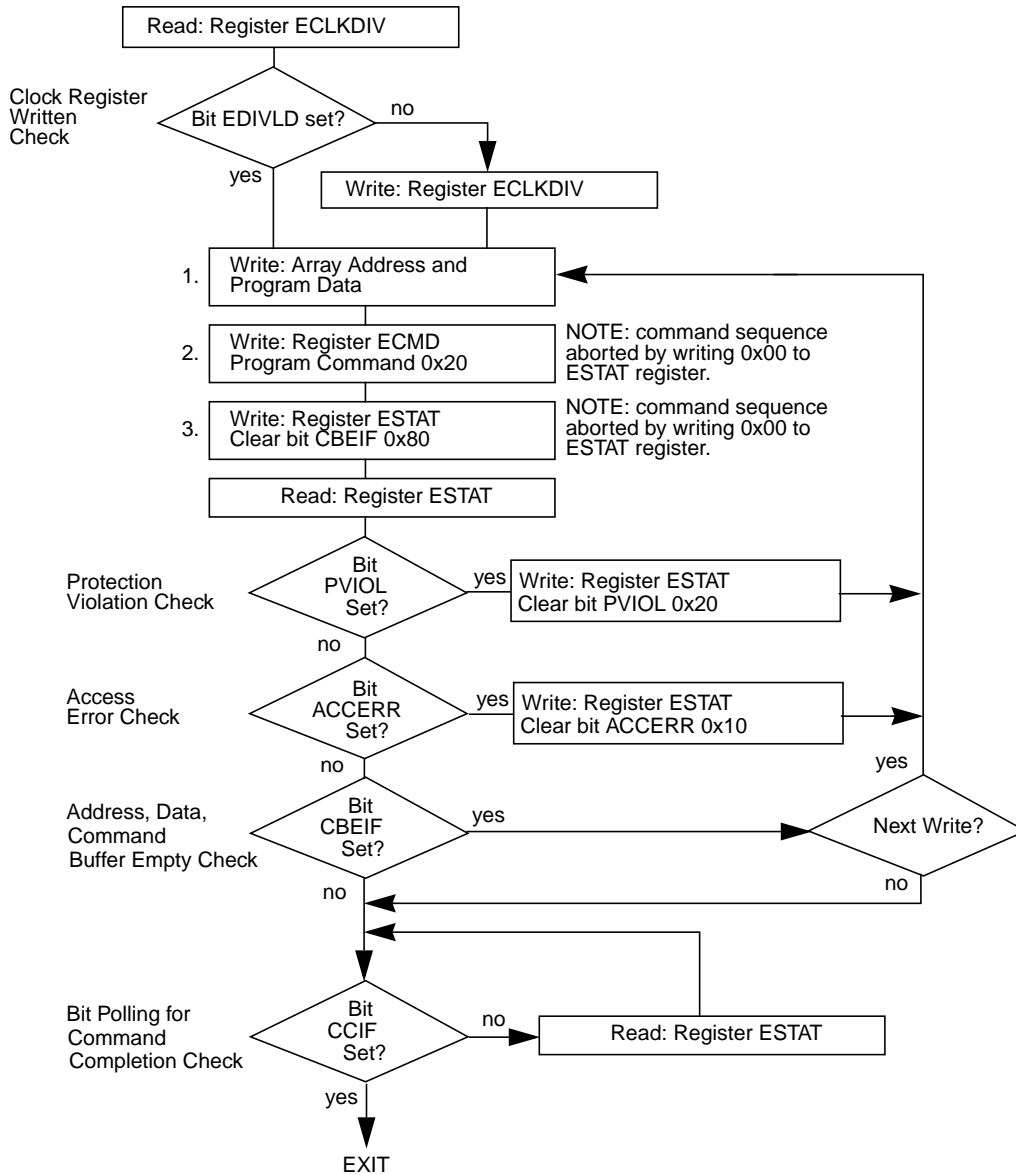 Read: Register ECLKDIV
Clock Register
Written
Check
Bit EDIVLD set?
no
yes
Write: Register ECLKDIV
1.
Write: Array Address and
Program Data
2.
Write: Register ECMD
Program Command 0x20
NOTE: command sequence
aborted by writing 0x00 to
ESTAT register.
3.
Write: Register ESTAT
Clear bit CBEIF 0x80
NOTE: command sequence
aborted by writing 0x00 to
ESTAT register.
Read: Register ESTAT
Protection
Violation Check
Bit
PVIOL
Set?
yes
Write: Register ESTAT
Clear bit PVIOL 0x20
no
Access
Error Check
Bit
ACCERR
Set?
yes
Write: Register ESTAT
Clear bit ACCERR 0x10
no
yes
Address, Data,
Command
Buffer Empty Check
Bit
CBEIF
Set?
yes
Next Write?
no
no
Bit Polling for
Command
Completion Check
Bit
CCIF
Set?
no
Read: Register ESTAT
yes
EXIT